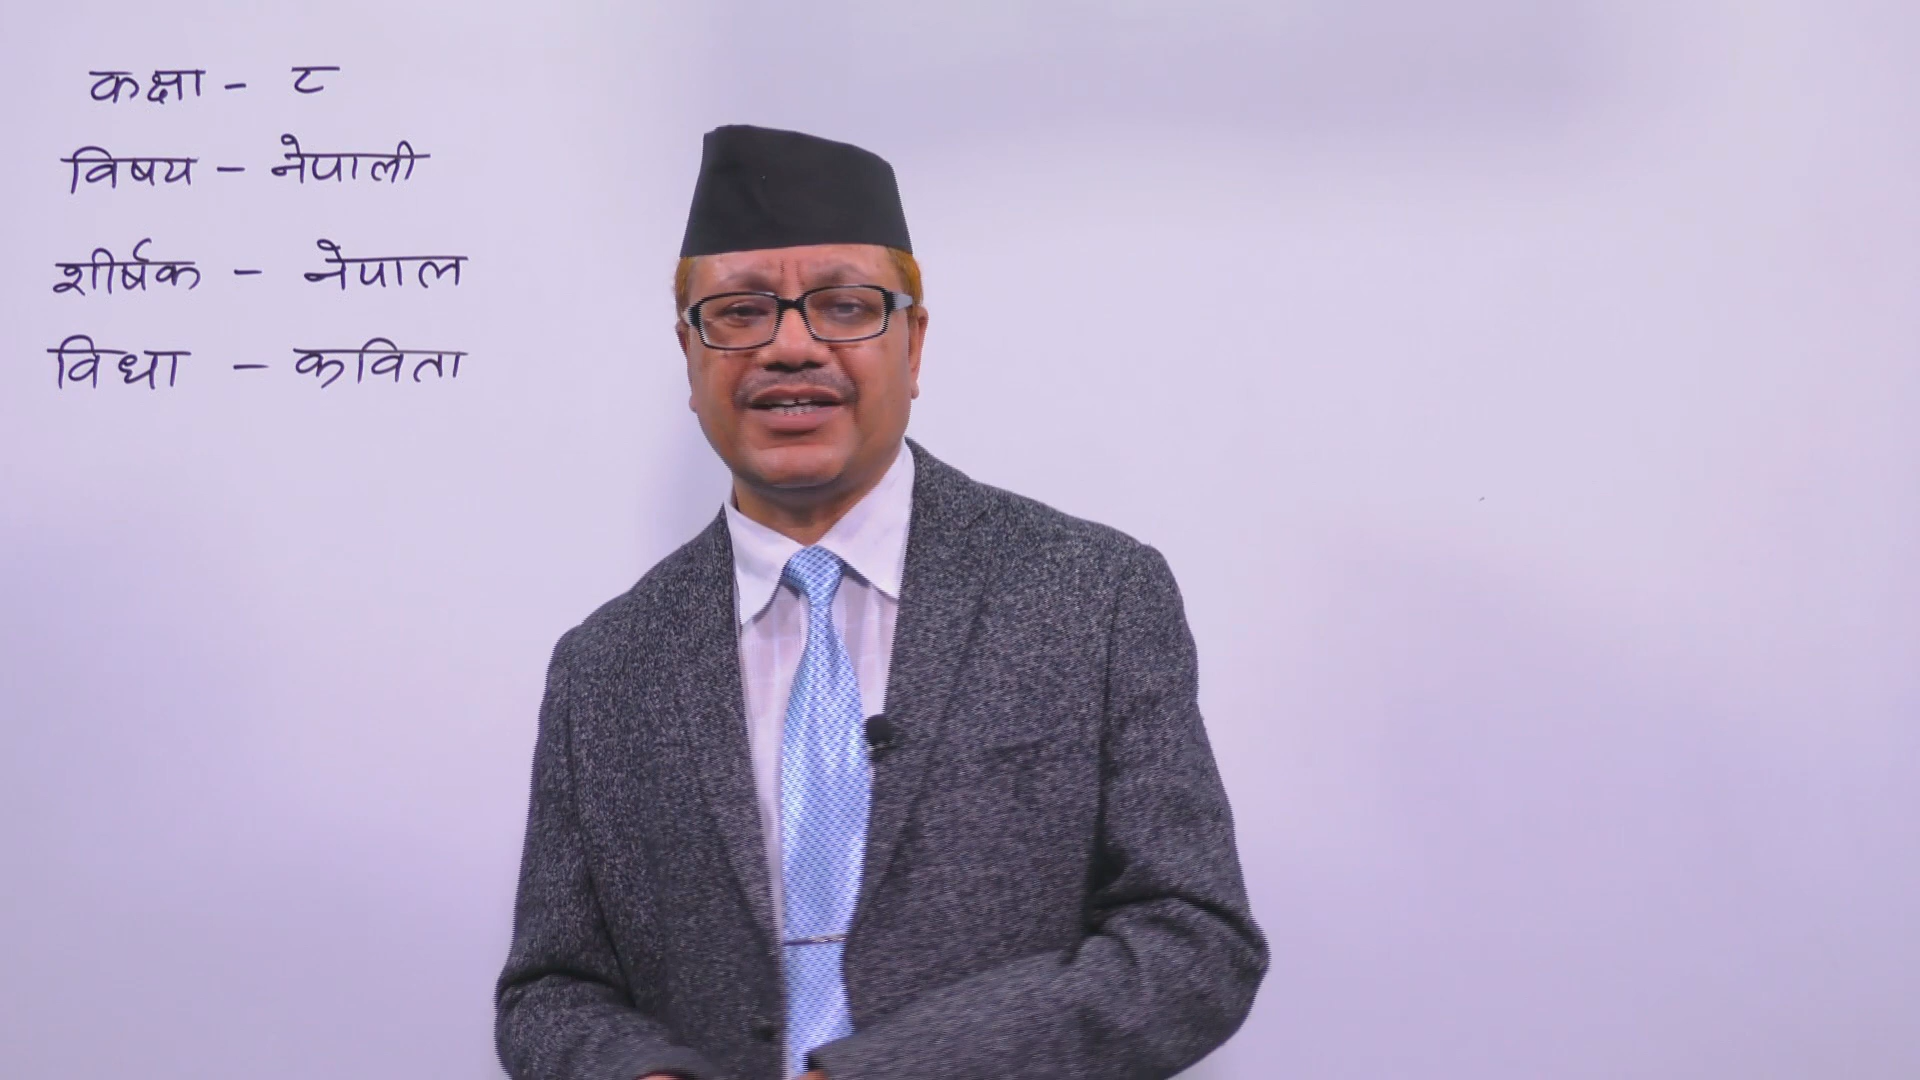 कक्षा - ८
विषय - नेपाली
शीर्षक - नेपाल
विधा - कविता